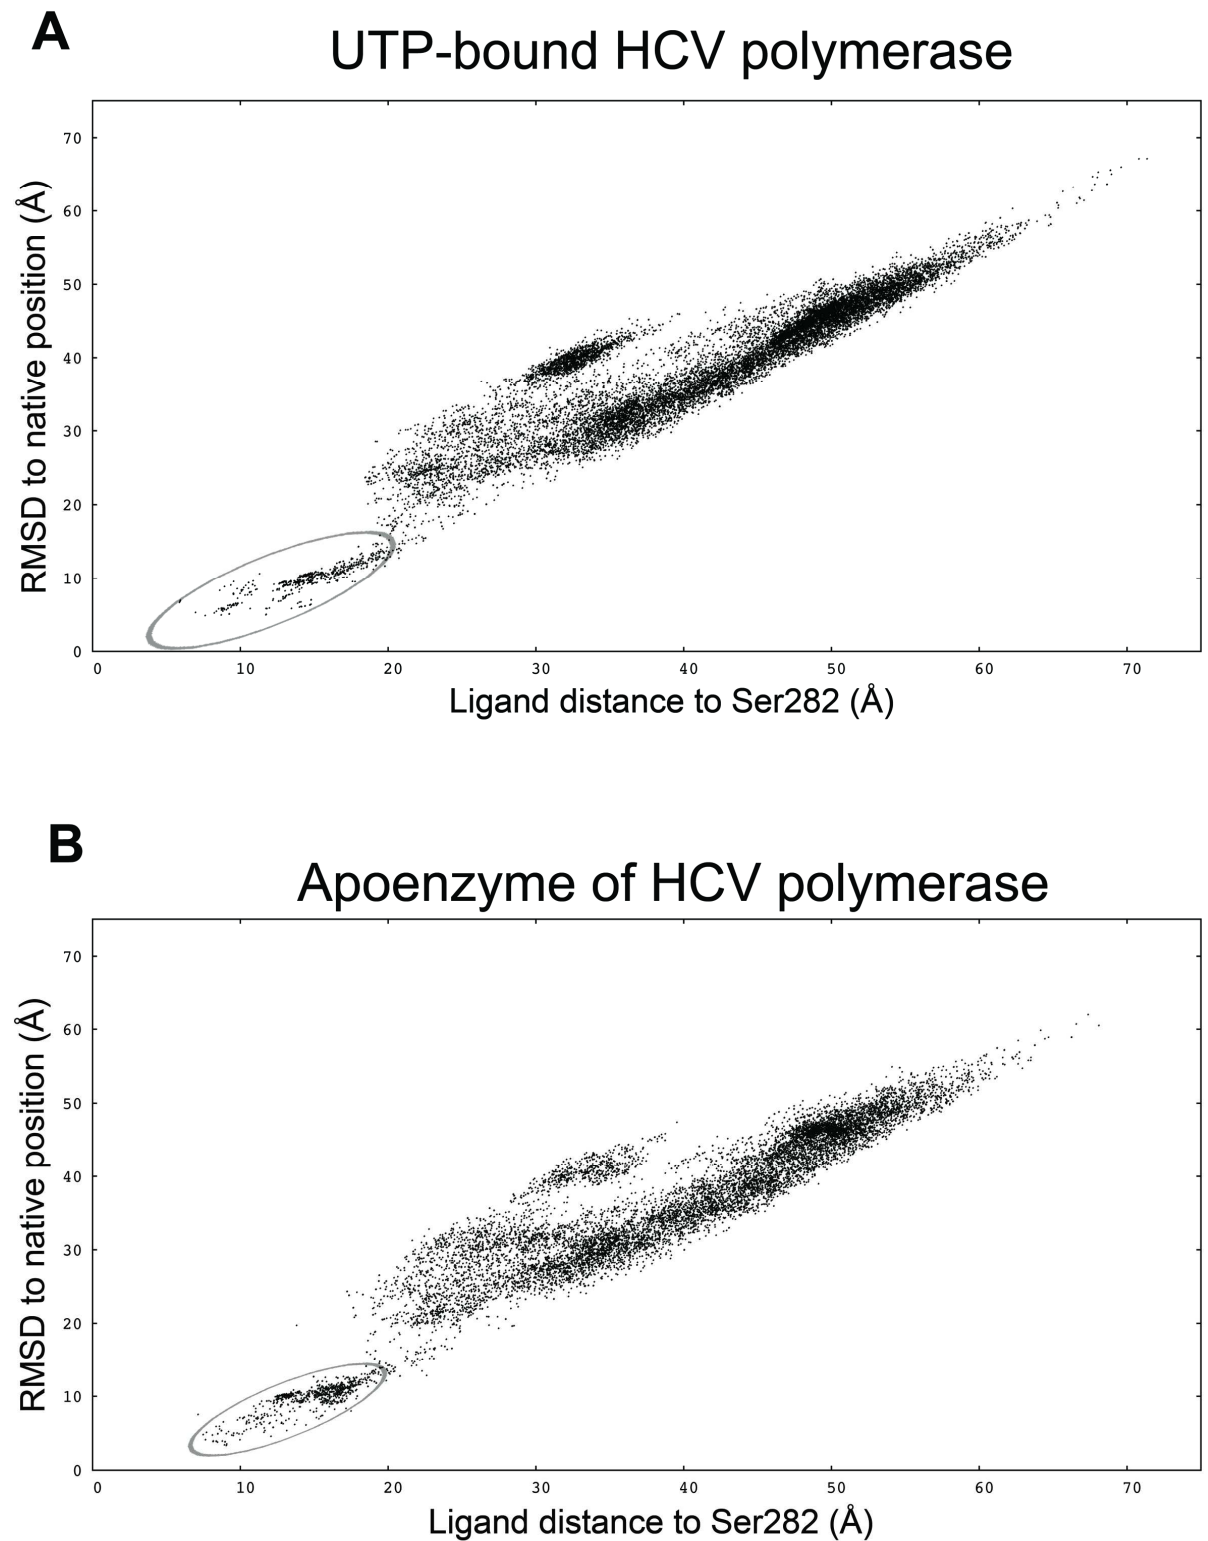 A
UTP-bound HCV polymerase
RMSD to native position (Å)
70
60
50
40
30
20
10
0
0 10 20 30 40 50 60 70
Ligand distance to Ser282 (Å)
B
Apoenzyme of HCV polymerase
RMSD to native position (Å)
70
60
50
40
30
20
10
0
0 10 20 30 40 50 60 70
Ligand distance to Ser282 (Å)